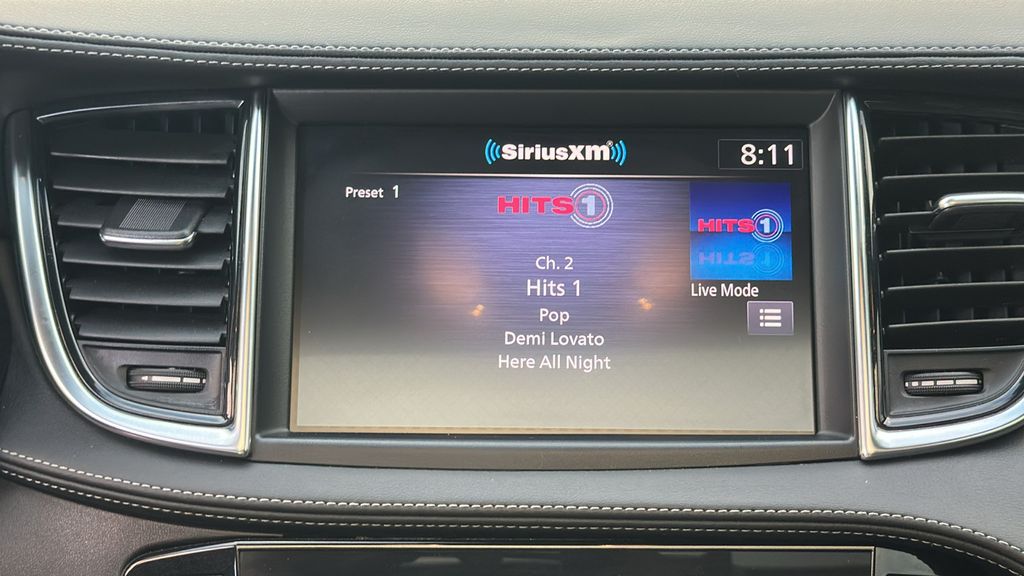 SiriusXM
8:11
Preset 1
HITS 1
HITS 1
Ch. 2
Hits 1
Live Mode
Pop
Demi Lovato
Here All Night